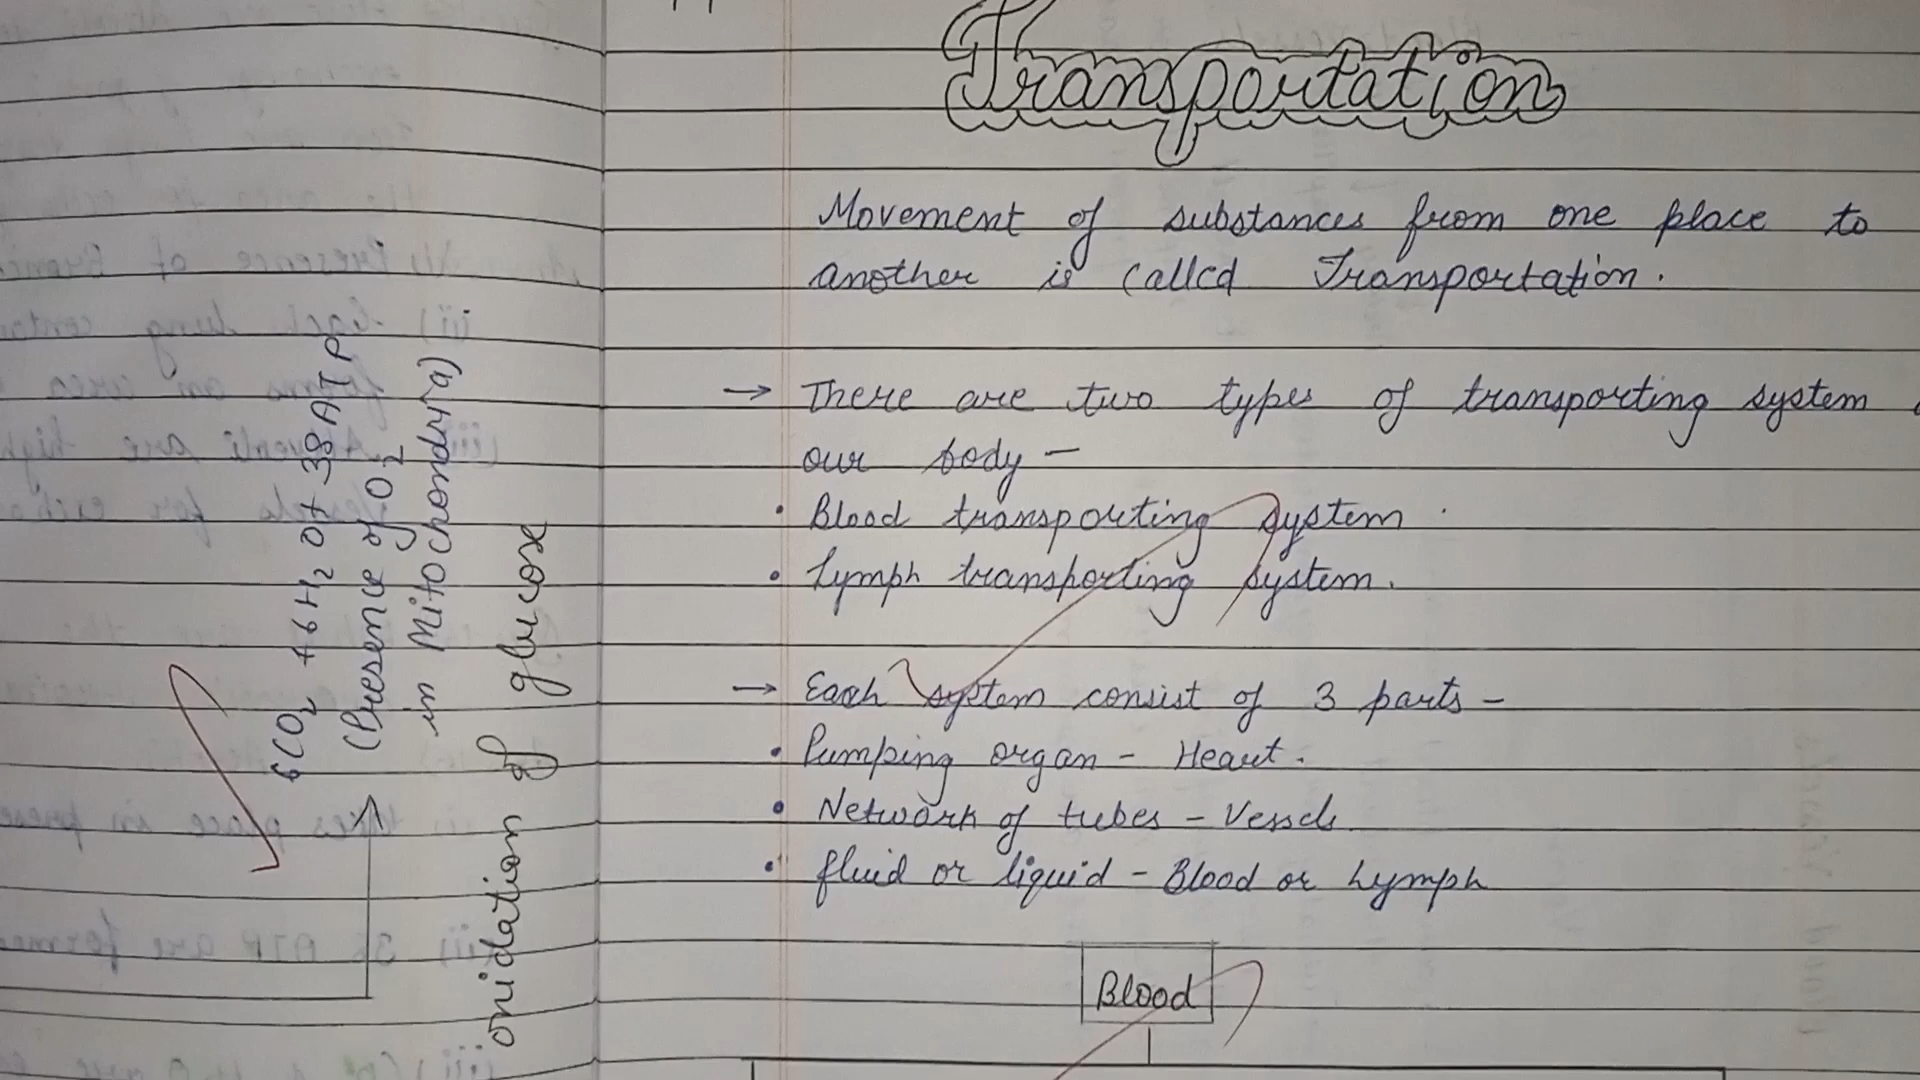 Transportation
Movement of substances from one place to
another is called Transportation.
→ There are two types of transporting system
our body –
• Blood transporting system
• Lymph transporting system.
→ Each system consist of 3 parts –
• Pumping organ – Heart.
• Network of tubes – Vessels
• fluid or liquid – Blood or Lymph
Blood
6CO2 + 6H2O + 38ATP
(Presence of O2
in Mitochondria)
oxidation of glucose